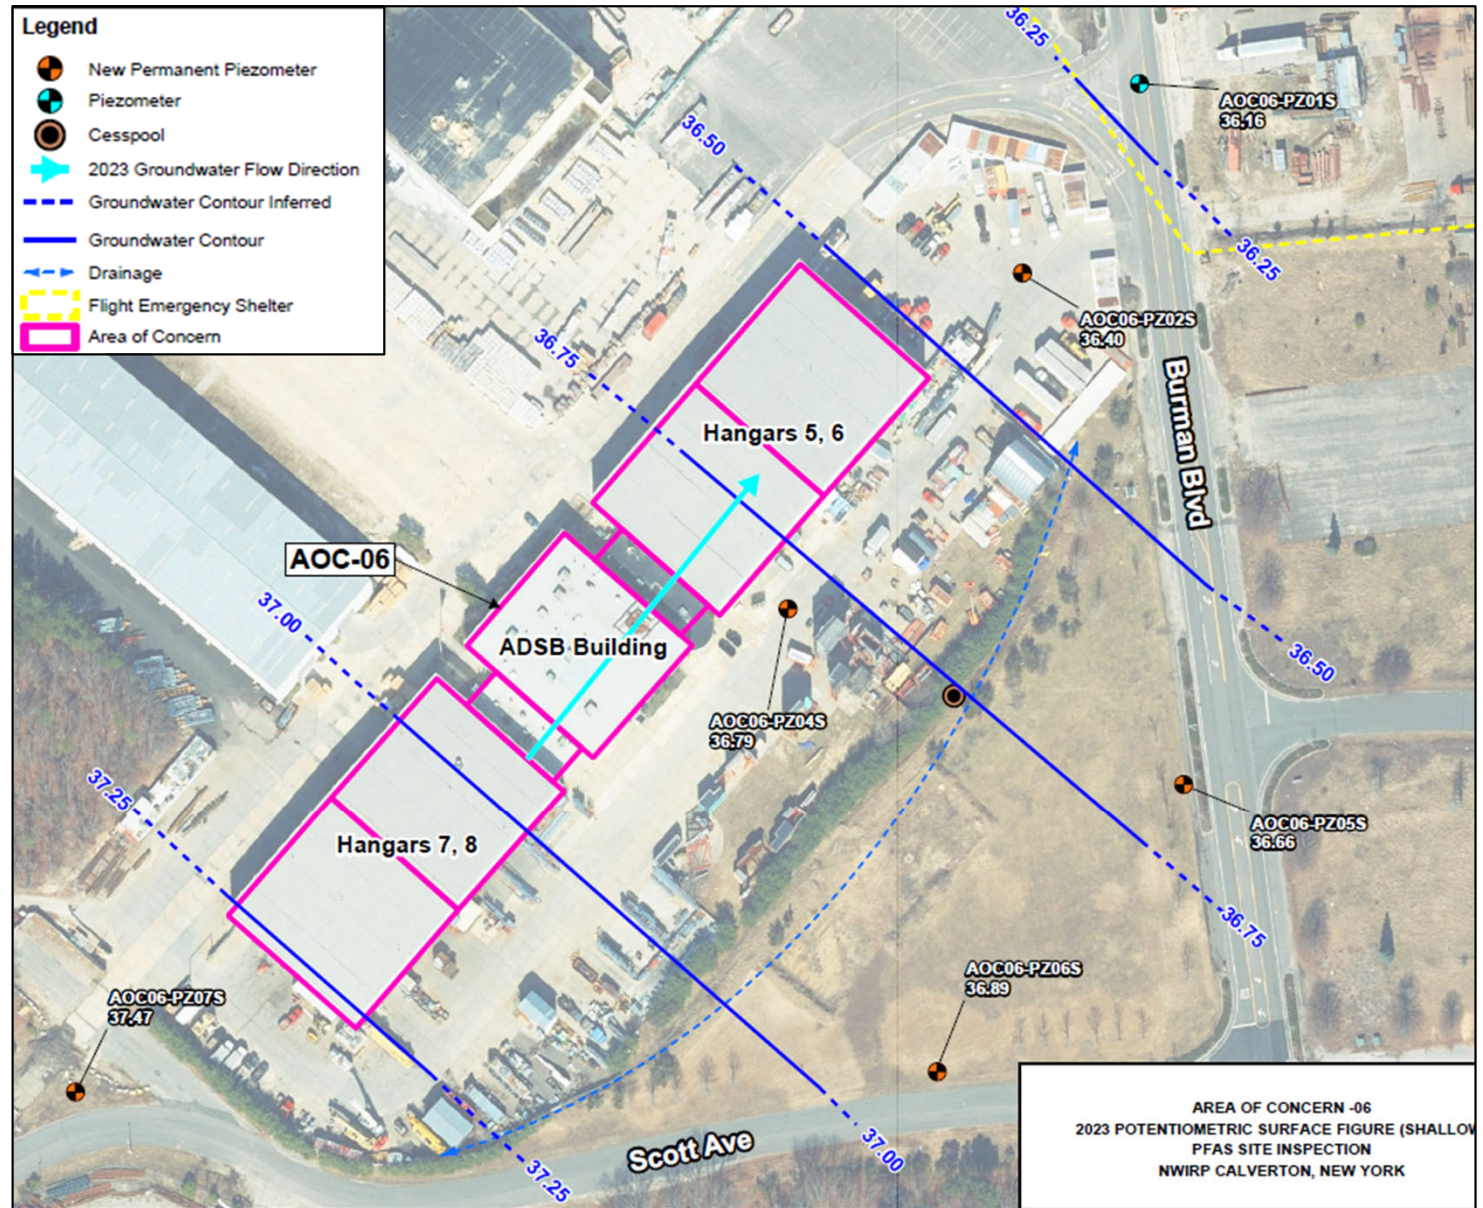 Legend
New Permanent Piezometer
Piezometer
Cesspool
2023 Groundwater Flow Direction
Groundwater Contour Inferred
Groundwater Contour
Drainage
Flight Emergency Shelter
Area of Concern
36.25
AOC06-PZ01S
36.16
36.50
36.25
AOC06-PZ02S
36.40
36.75
Burman Blvd
Hangars 5, 6
AOC-06
37.00
ADSB Building
36.50
AOC06-PZ04S
36.79
37.25
AOC06-PZ05S
36.66
Hangars 7, 8
36.75
AOC06-PZ06S
36.89
AOC06-PZ07S
37.47
Scott Ave
37.00
37.25
AREA OF CONCERN -06
2023 POTENTIOMETRIC SURFACE FIGURE (SHALLOW
PFAS SITE INSPECTION
NWIRP CALVERTON, NEW YORK